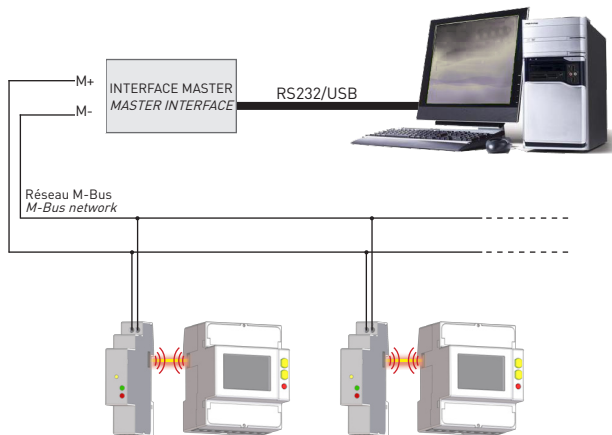 M+
INTERFACE MASTER
MASTER INTERFACE
RS232/USB
M-
Réseau M-Bus
M-Bus network